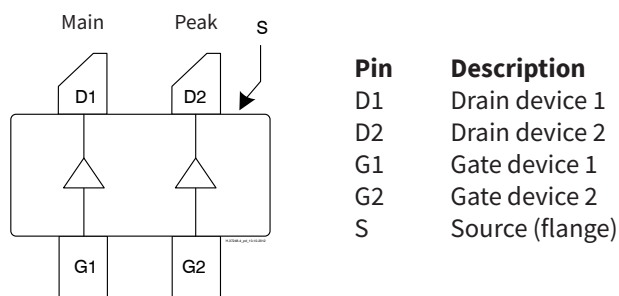 Main Peak S
D1 D2
G1 G2
Pin Description
D1 Drain device 1
D2 Drain device 2
G1 Gate device 1
G2 Gate device 2
S Source (flange)